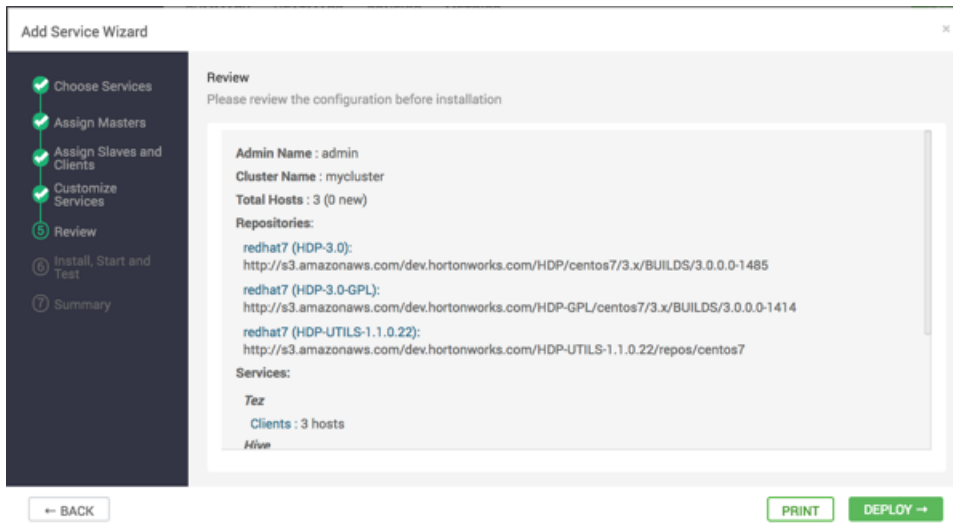 Add Service Wizard
×
Choose Services
Assign Masters
Assign Slaves and
Clients
Customize
Services
5 Review
6 Install, Start and
Test
7 Summary
Review
Please review the configuration before installation
Admin Name : admin
Cluster Name : mycluster
Total Hosts : 3 (0 new)
Repositories:
redhat7 (HDP-3.0):
http://s3.amazonaws.com/dev.hortonworks.com/HDP/centos7/3.x/BUILDS/3.0.0.0-1485
redhat7 (HDP-3.0-GPL):
http://s3.amazonaws.com/dev.hortonworks.com/HDP-GPL/centos7/3.x/BUILDS/3.0.0.0-1414
redhat7 (HDP-UTILS-1.1.0.22):
http://s3.amazonaws.com/dev.hortonworks.com/HDP-UTILS-1.1.0.22/repos/centos7
Services:
Tez
Clients : 3 hosts
Hive
← BACK
PRINT
DEPLOY →